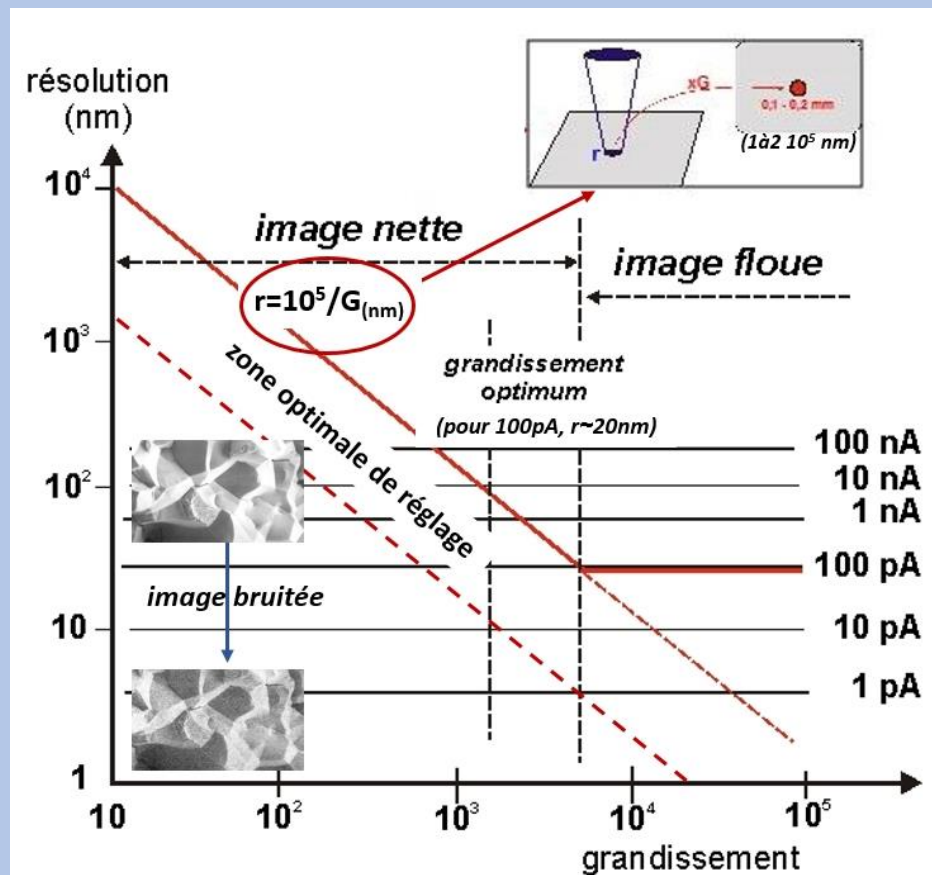 résolution
(nm)
xG
0,1 - 0,2 mm
r
(1à2 10⁵ nm)
10⁴
image nette
image floue
r=10⁵/G(nm)
10³
zone optimale de réglage
grandissement
optimum
(pour 100pA, r~20nm)
100 nA
10²
10 nA
1 nA
100 pA
image bruitée
10
10 pA
1 pA
1
10
10²
10³
10⁴
10⁵
grandissement